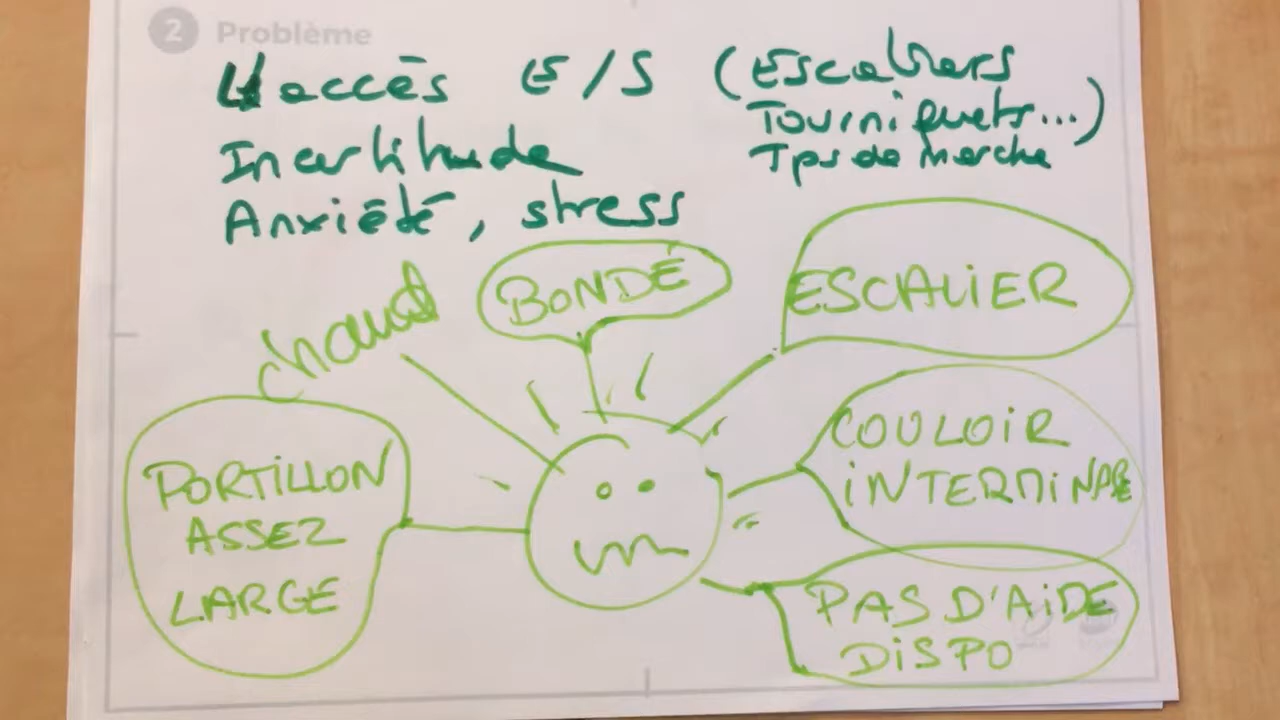 2 Problème
accès E/S (Escaliers
Tourniquets...)
Tps de marche
Incertitude
Anxiété, stress
chaud
BONDÉ
ESCALIER
PORTILLON
ASSEZ
LARGE
COULOIR
INTERMINABLE
PAS D'AIDE
DISPO